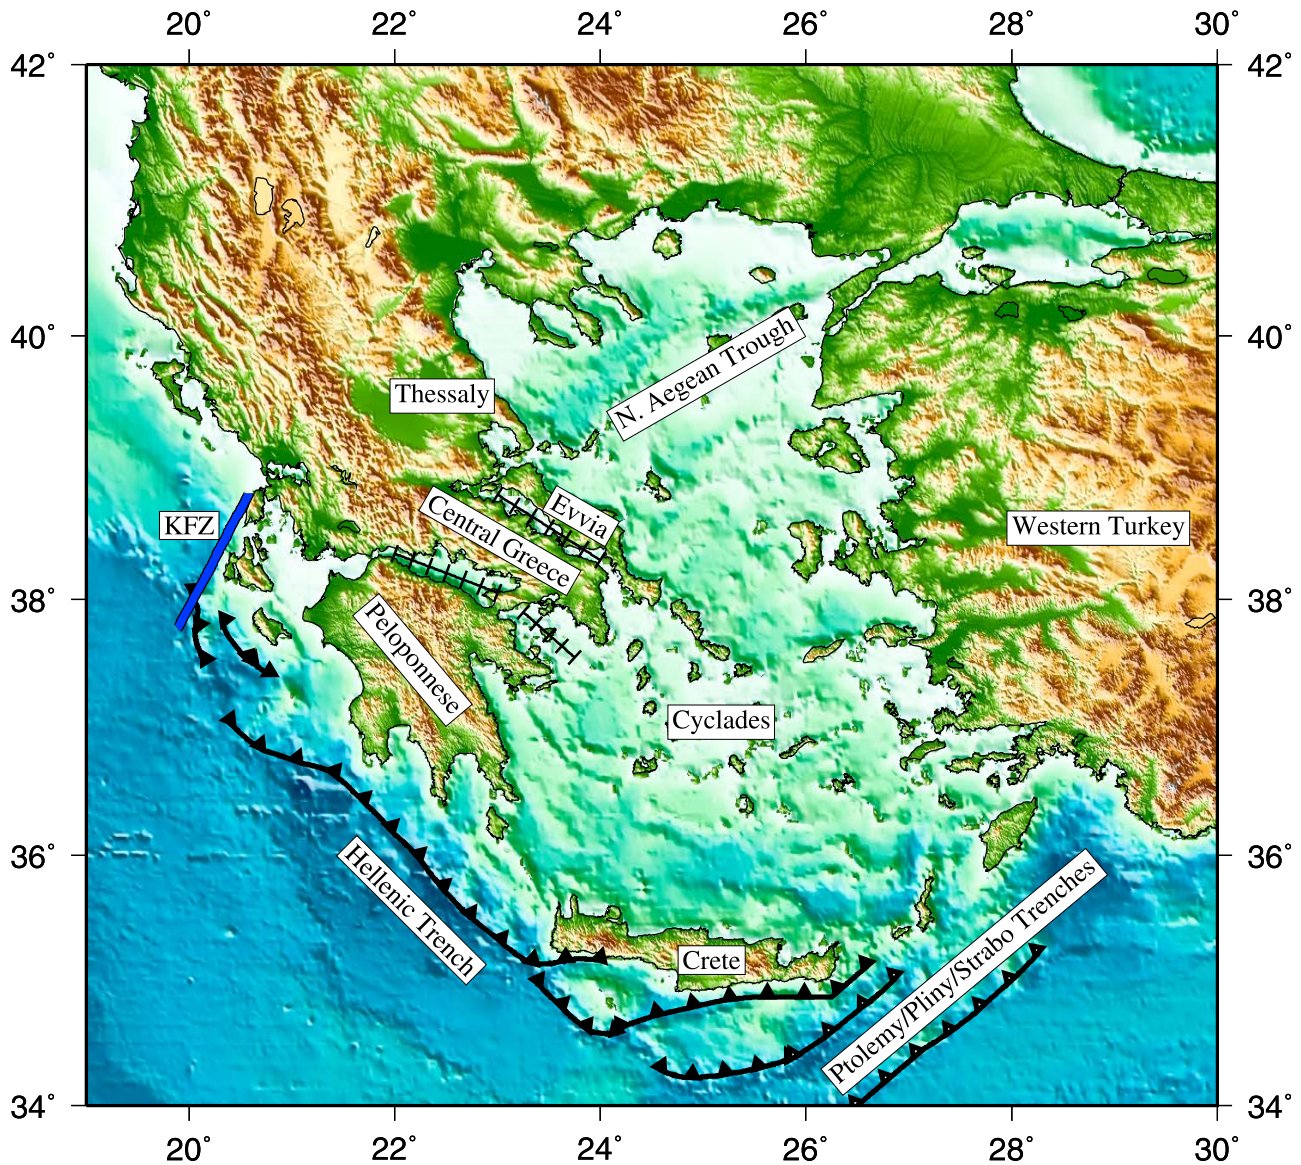 20° 22° 24° 26° 28° 30°
42° 42°
40° 40°
N. Aegean Trough
Thessaly
KFZ
Evvia
Central Greece
Western Turkey
38° 38°
Peloponnese
Cyclades
36° 36°
Hellenic Trench
Crete
Ptolemy/Pliny/Strabo Trenches
34° 34°
20° 22° 24° 26° 28° 30°